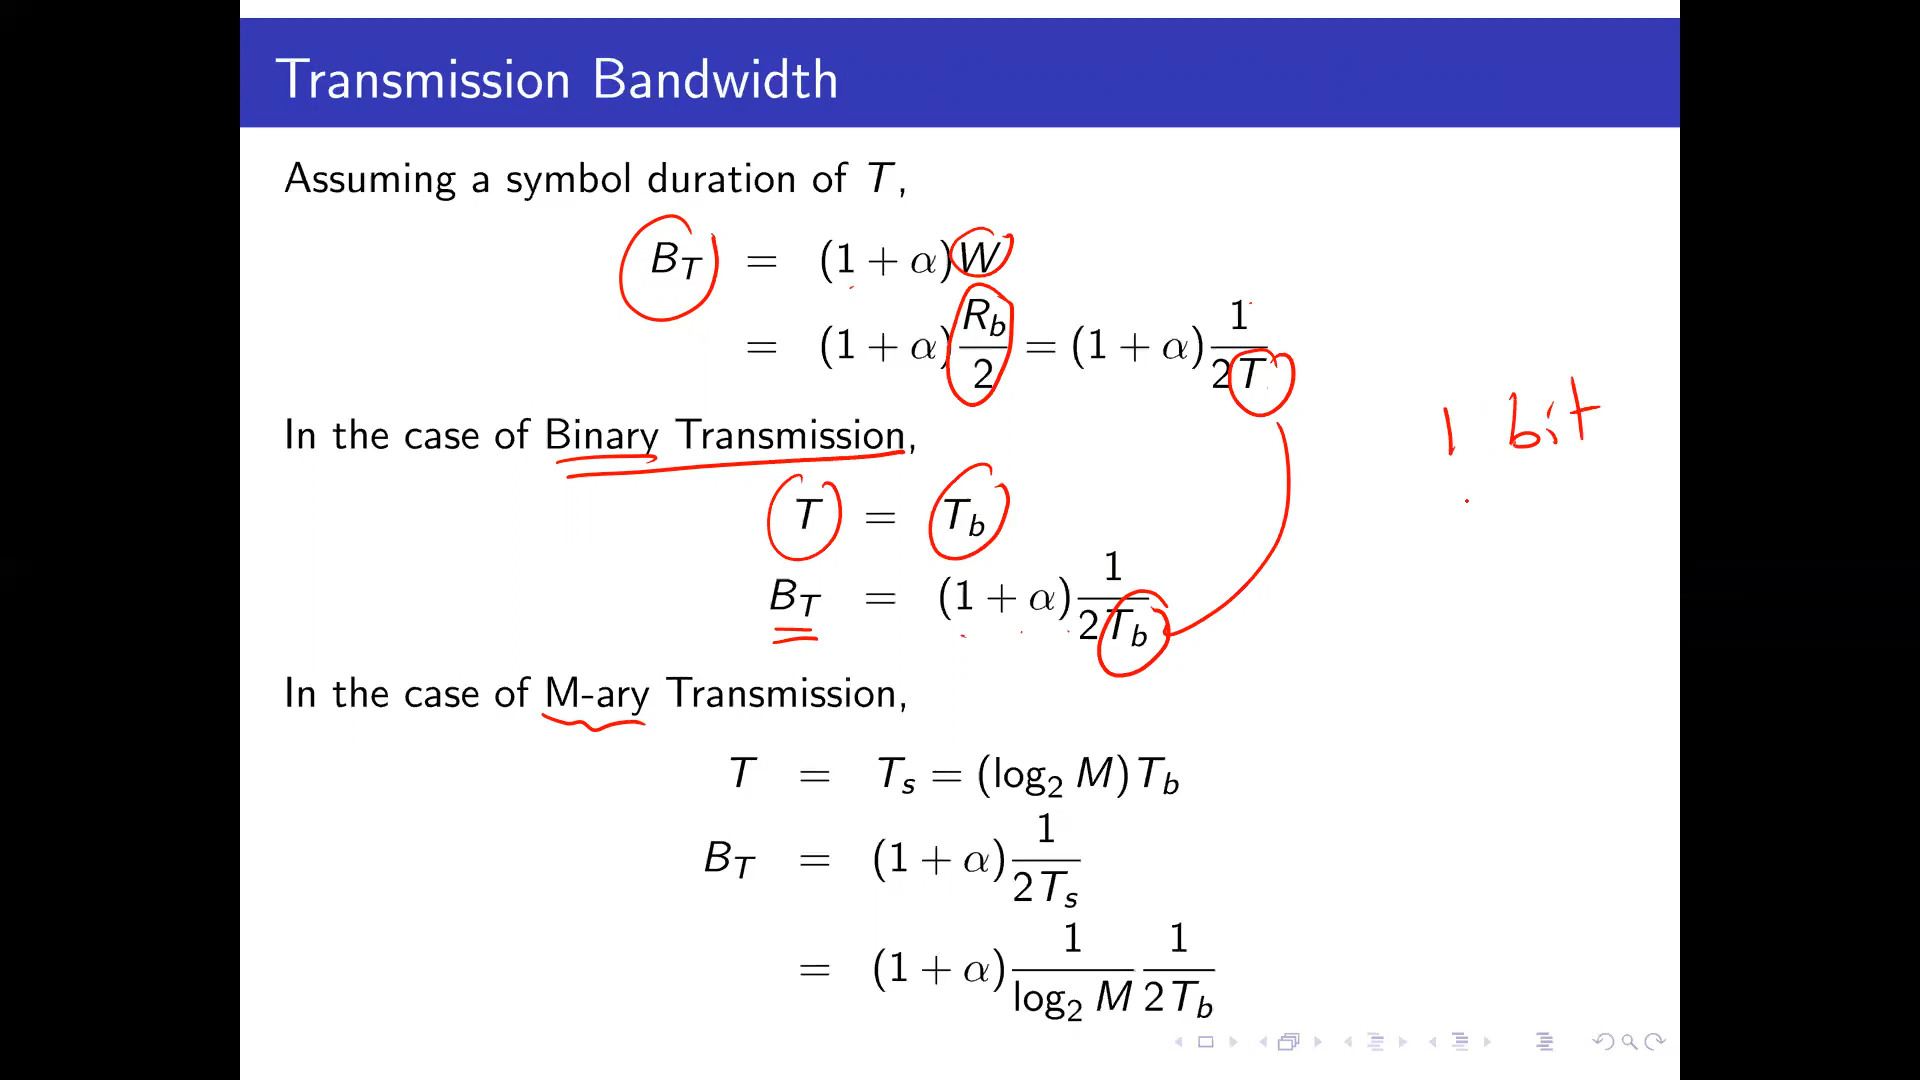 Transmission Bandwidth
Assuming a symbol duration of T,
B_T = (1 + α)W
= (1 + α) R_b/2 = (1 + α) 1/2T
1 bit
In the case of Binary Transmission,
T = T_b
B_T = (1 + α) 1/2T_b
In the case of M-ary Transmission,
T = T_s = (log₂ M)T_b
B_T = (1 + α) 1/2T_s
= (1 + α) 1/log₂ M 1/2T_b